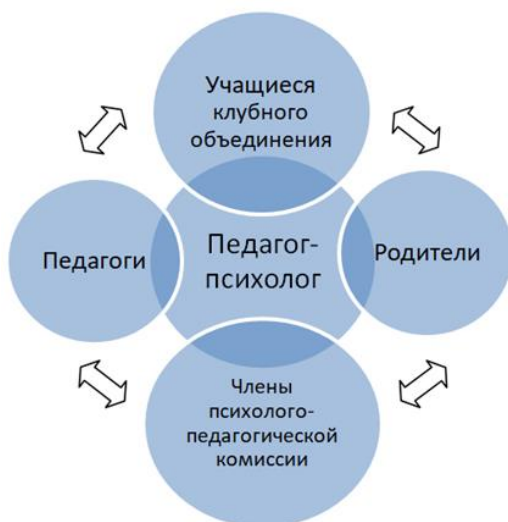 Учащиеся
клубного
объединения
Педагоги
Педагог-
психолог
Родители
Члены
психолого-
педагогической
комиссии